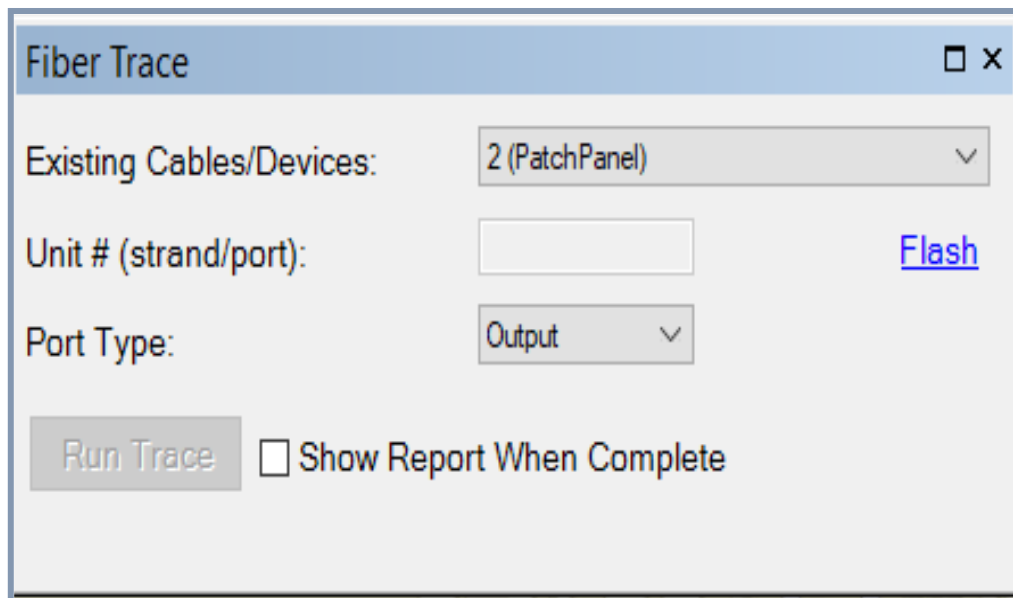 Fiber Trace
Existing Cables/Devices: 2 (PatchPanel)
Unit # (strand/port): Flash
Port Type: Output
Run Trace Show Report When Complete